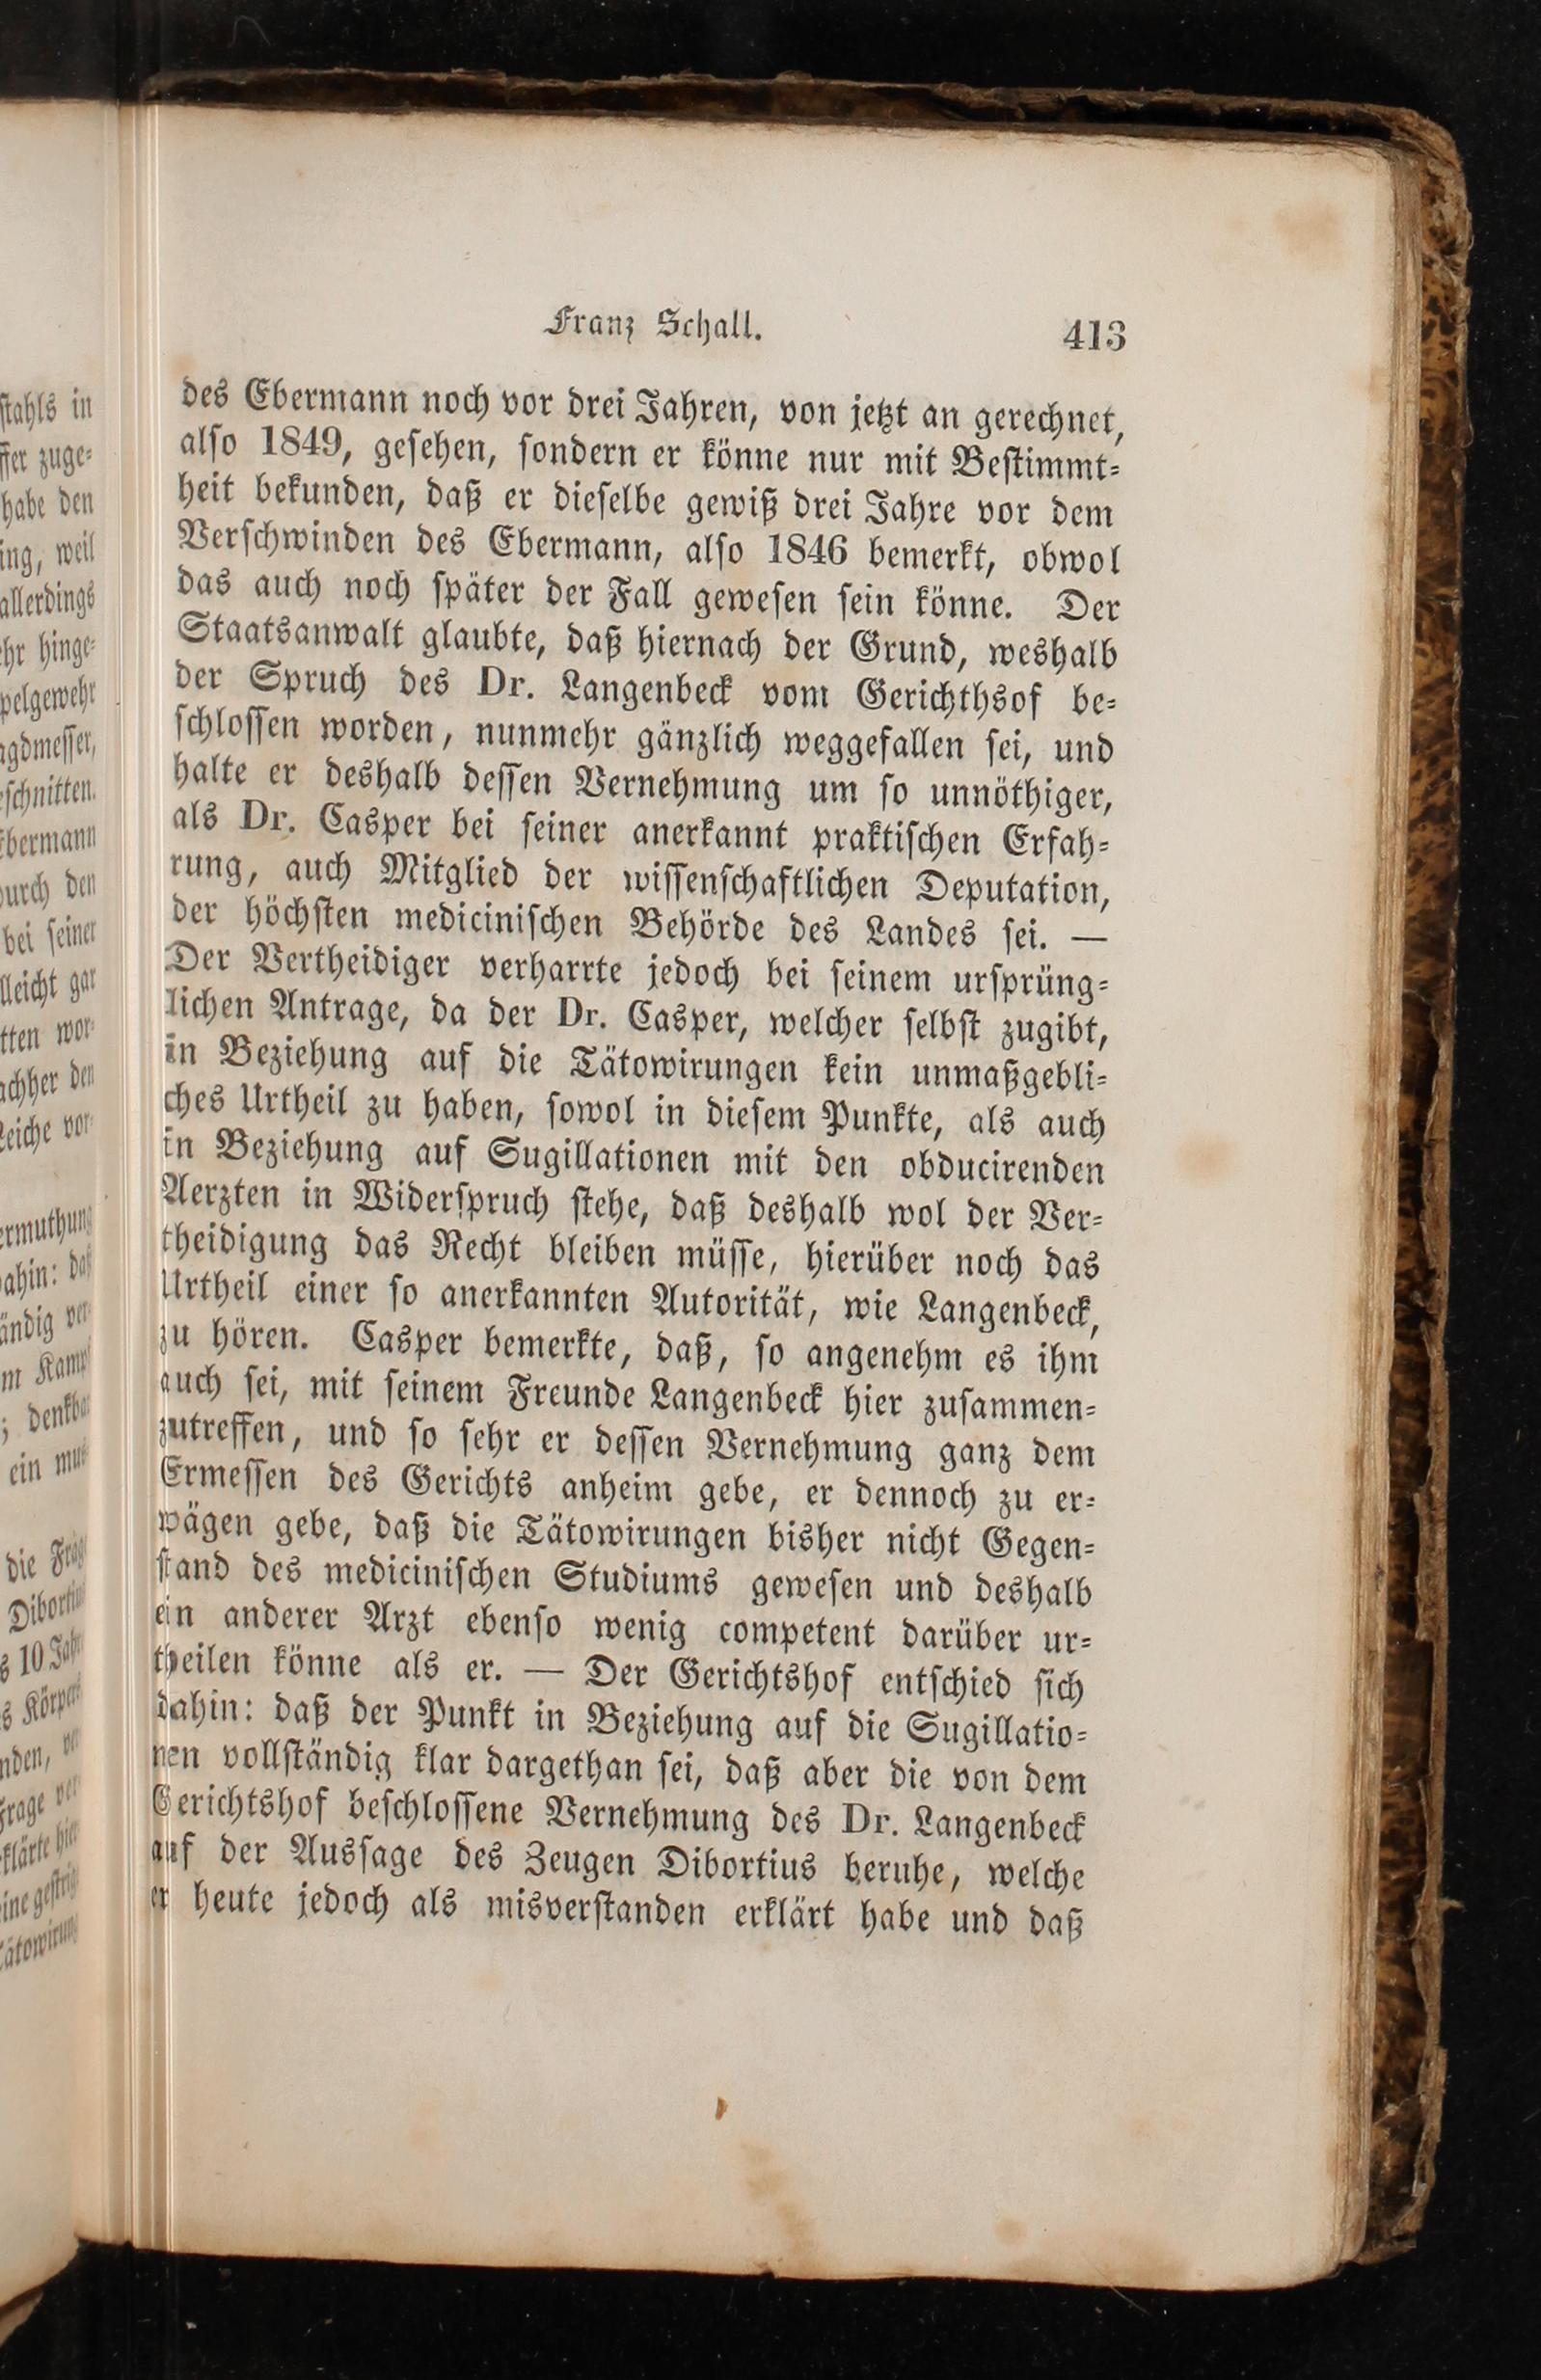 Franz Schall. 413
des Ebermann noch vor drei Jahren, von jetzt an gerechnet,
also 1849, gesehen, sondern er könne nur mit Bestimmt-
heit bekunden, daß er dieselbe gewiß drei Jahre vor dem
Verschwinden des Ebermann, also 1846 bemerkt, obwol
das auch noch später der Fall gewesen sein könne. Der
Staatsanwalt glaubte, daß hiernach der Grund, weshalb
der Spruch des Dr. Langenbeck vom Gerichthsof be-
schlossen worden, nunmehr gänzlich weggefallen sei, und
halte er deshalb dessen Vernehmung um so unnöthiger,
als Dr. Casper bei seiner anerkannt praktischen Erfah-
rung, auch Mitglied der wissenschaftlichen Deputation,
der höchsten medicinischen Behörde des Landes sei. —
Der Vertheidiger verharrte jedoch bei seinem ursprüng-
lichen Antrage, da der Dr. Casper, welcher selbst zugibt,
in Beziehung auf die Tätowirungen kein unmaßgebli-
ches Urtheil zu haben, sowol in diesem Punkte, als auch
in Beziehung auf Sugillationen mit den obducirenden
Aerzten in Widerspruch stehe, daß deshalb wol der Ver-
theidigung das Recht bleiben müsse, hierüber noch das
Urtheil einer so anerkannten Autorität, wie Langenbeck,
zu hören. Casper bemerkte, daß, so angenehm es ihm
auch sei, mit seinem Freunde Langenbeck hier zusammen-
zutreffen, und so sehr er dessen Vernehmung ganz dem
Ermessen des Gerichts anheim gebe, er dennoch zu er-
wägen gebe, daß die Tätowirungen bisher nicht Gegen-
stand des medicinischen Studiums gewesen und deshalb
ein anderer Arzt ebenso wenig competent darüber ur-
theilen könne als er. — Der Gerichtshof entschied sich
dahin: daß der Punkt in Beziehung auf die Sugillatio-
nen vollständig klar dargethan sei, daß aber die von dem
Gerichtshof beschlossene Vernehmung des Dr. Langenbeck
auf der Aussage des Zeugen Dibortius beruhe, welche
er heute jedoch als misverstanden erklärt habe und daß